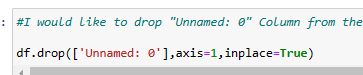 : #I would like to drop "Unnamed: 0" Column from the
df.drop(['Unnamed: 0'],axis=1,inplace=True)